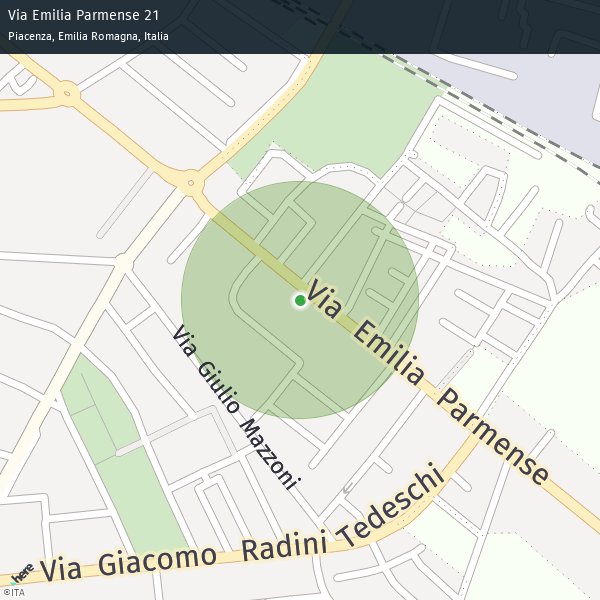 Via Emilia Parmense 21
Piacenza, Emilia Romagna, Italia
Via Emilia Parmense
Via Giulio Mazzoni
Via Giacomo Radini Tedeschi
here
©ITA